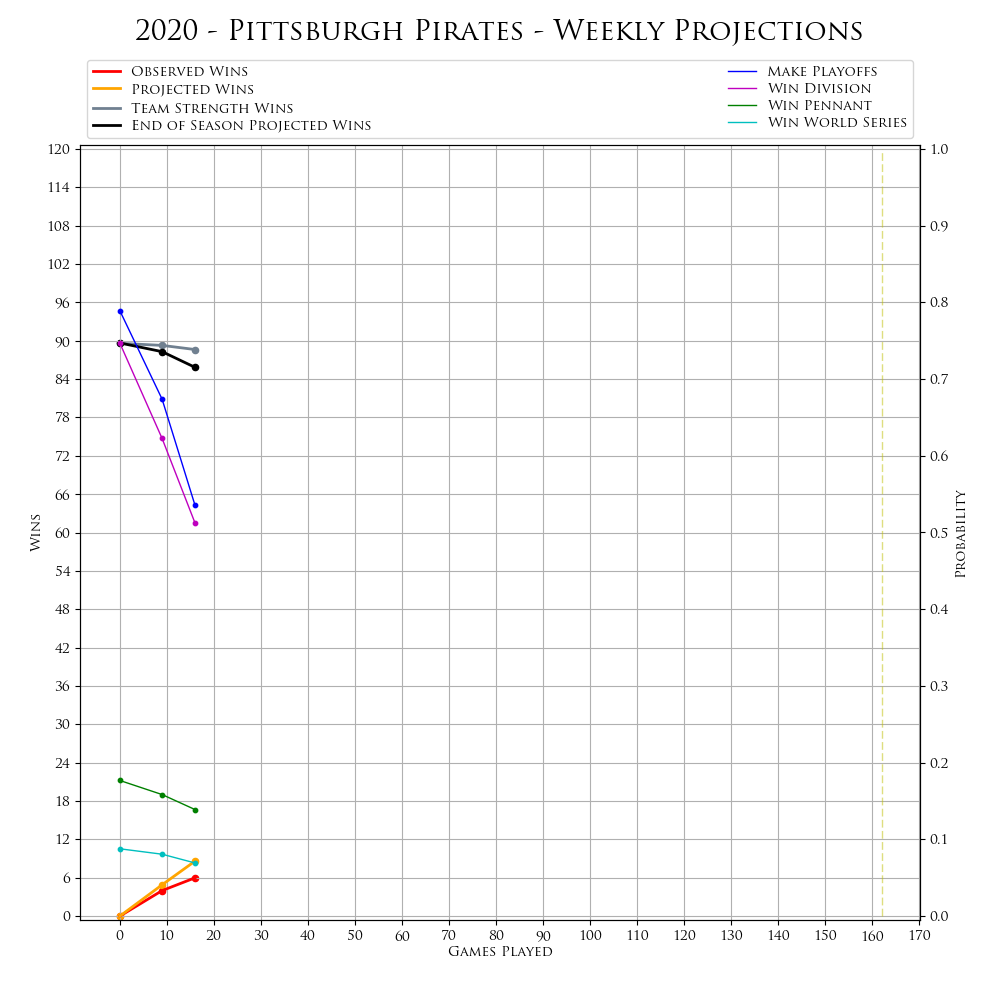 2020 - Pittsburgh Pirates - Weekly Projections
Observed Wins
Projected Wins
Team Strength Wins
End of Season Projected Wins
Make Playoffs
Win Division
Win Pennant
Win World Series
120
114
108
102
96
90
84
78
72
66
60
54
48
42
36
30
24
18
12
6
0
Wins
1.0
0.9
0.8
0.7
0.6
0.5
0.4
0.3
0.2
0.1
0.0
Probability
0 10 20 30 40 50 60 70 80 90 100 110 120 130 140 150 160 170
Games Played